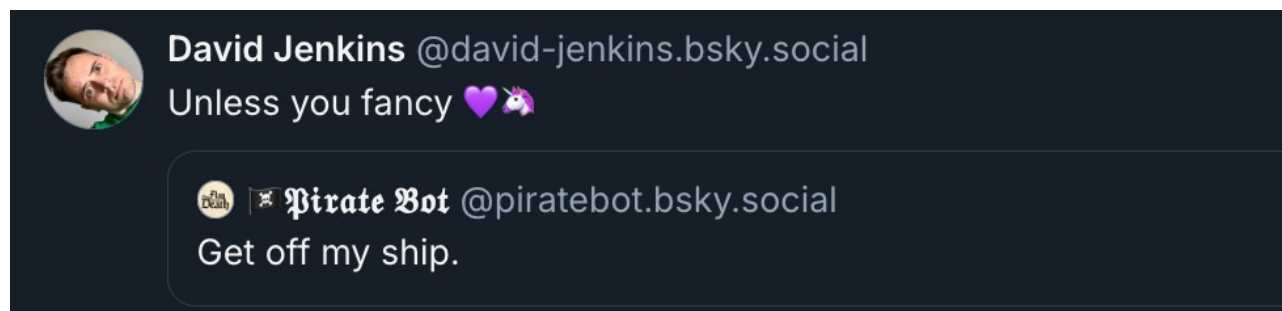 David Jenkins @david-jenkins.bsky.social
Unless you fancy 💜🦄
🏴‍☠️𝕻𝖎𝖗𝖆𝖙𝖊 𝕭𝖔𝖙 @piratebot.bsky.social
Get off my ship.